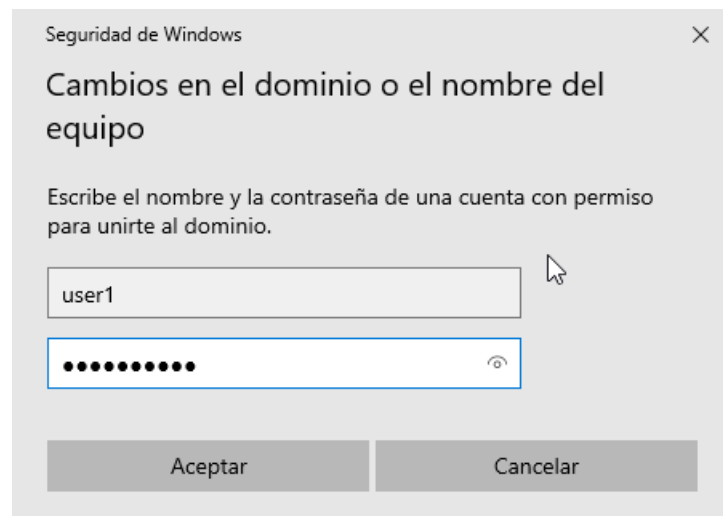 Seguridad de Windows
Cambios en el dominio o el nombre del
equipo
Escribe el nombre y la contraseña de una cuenta con permiso
para unirte al dominio.
user1
●●●●●●●●●●
Aceptar
Cancelar